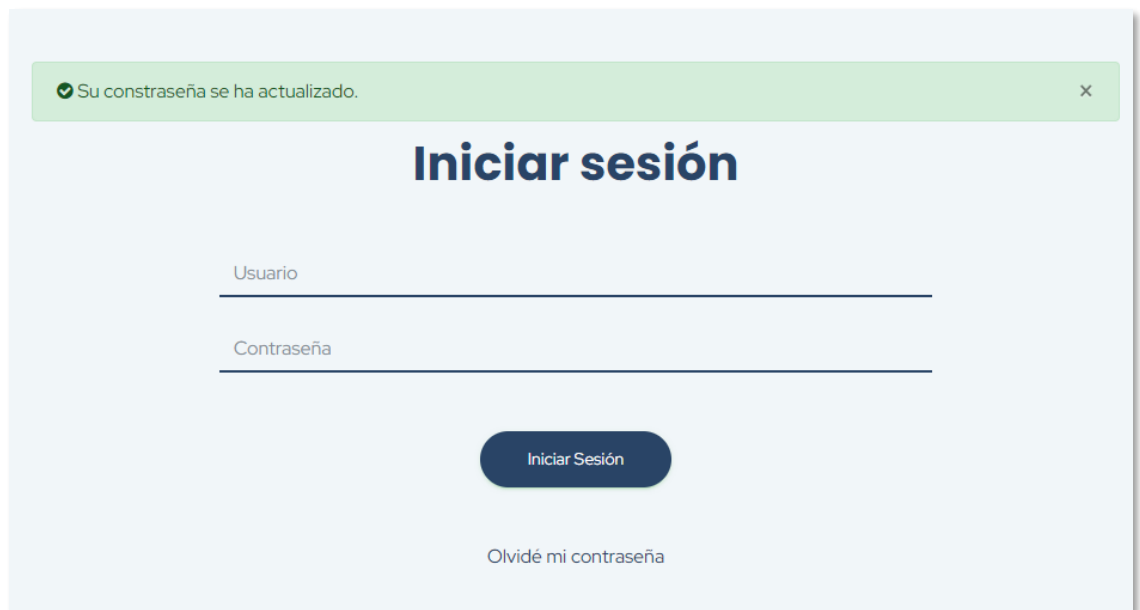 Su constraseña se ha actualizado. ×
Iniciar sesión
Usuario
Contraseña
Iniciar Sesión
Olvidé mi contraseña